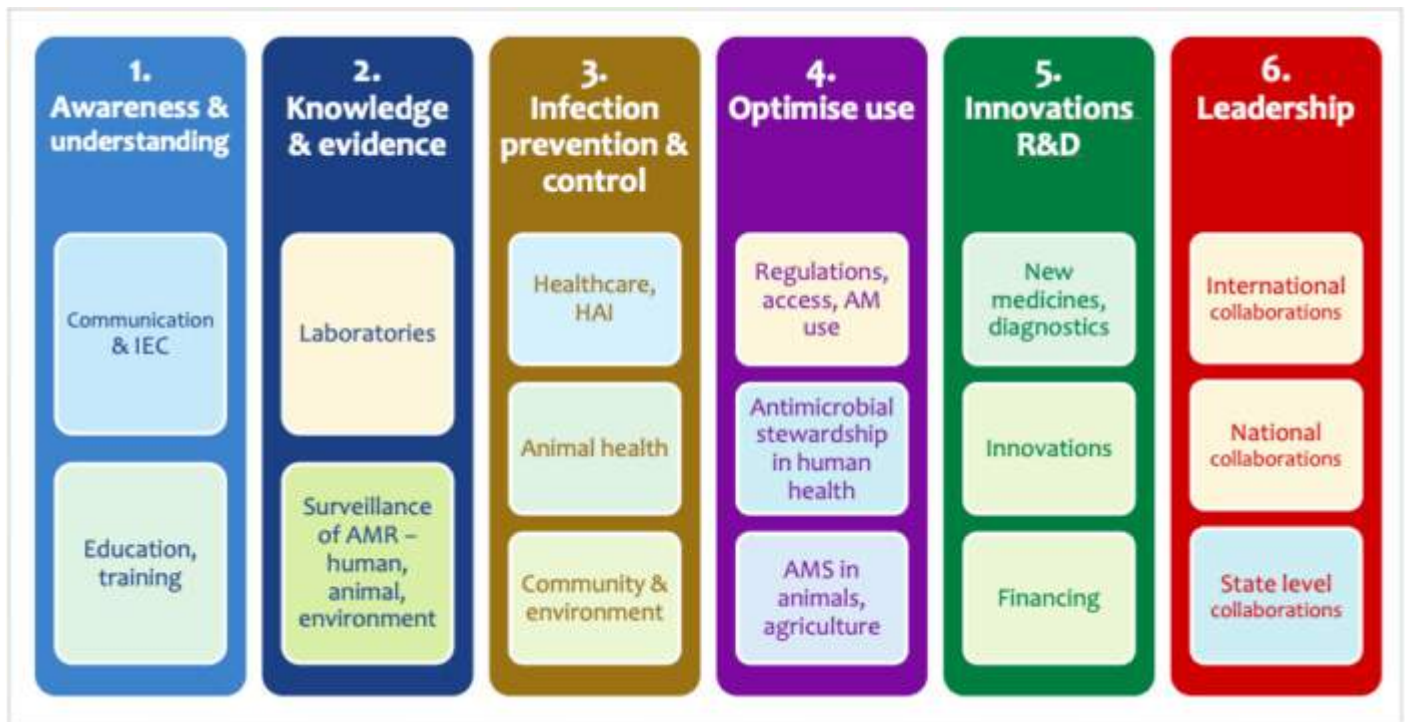 1.
Awareness &
understanding
Communication
& IEC
Education,
training
2.
Knowledge
& evidence
Laboratories
Surveillance
of AMR –
human,
animal,
environment
3.
Infection
prevention &
control
Healthcare,
HAI
Animal health
Community &
environment
4.
Optimise use
Regulations,
access, AM
use
Antimicrobial
stewardship
in human
health
AMS in
animals,
agriculture
5.
Innovations
R&D
New
medicines,
diagnostics
Innovations
Financing
6.
Leadership
International
collaborations
National
collaborations
State level
collaborations